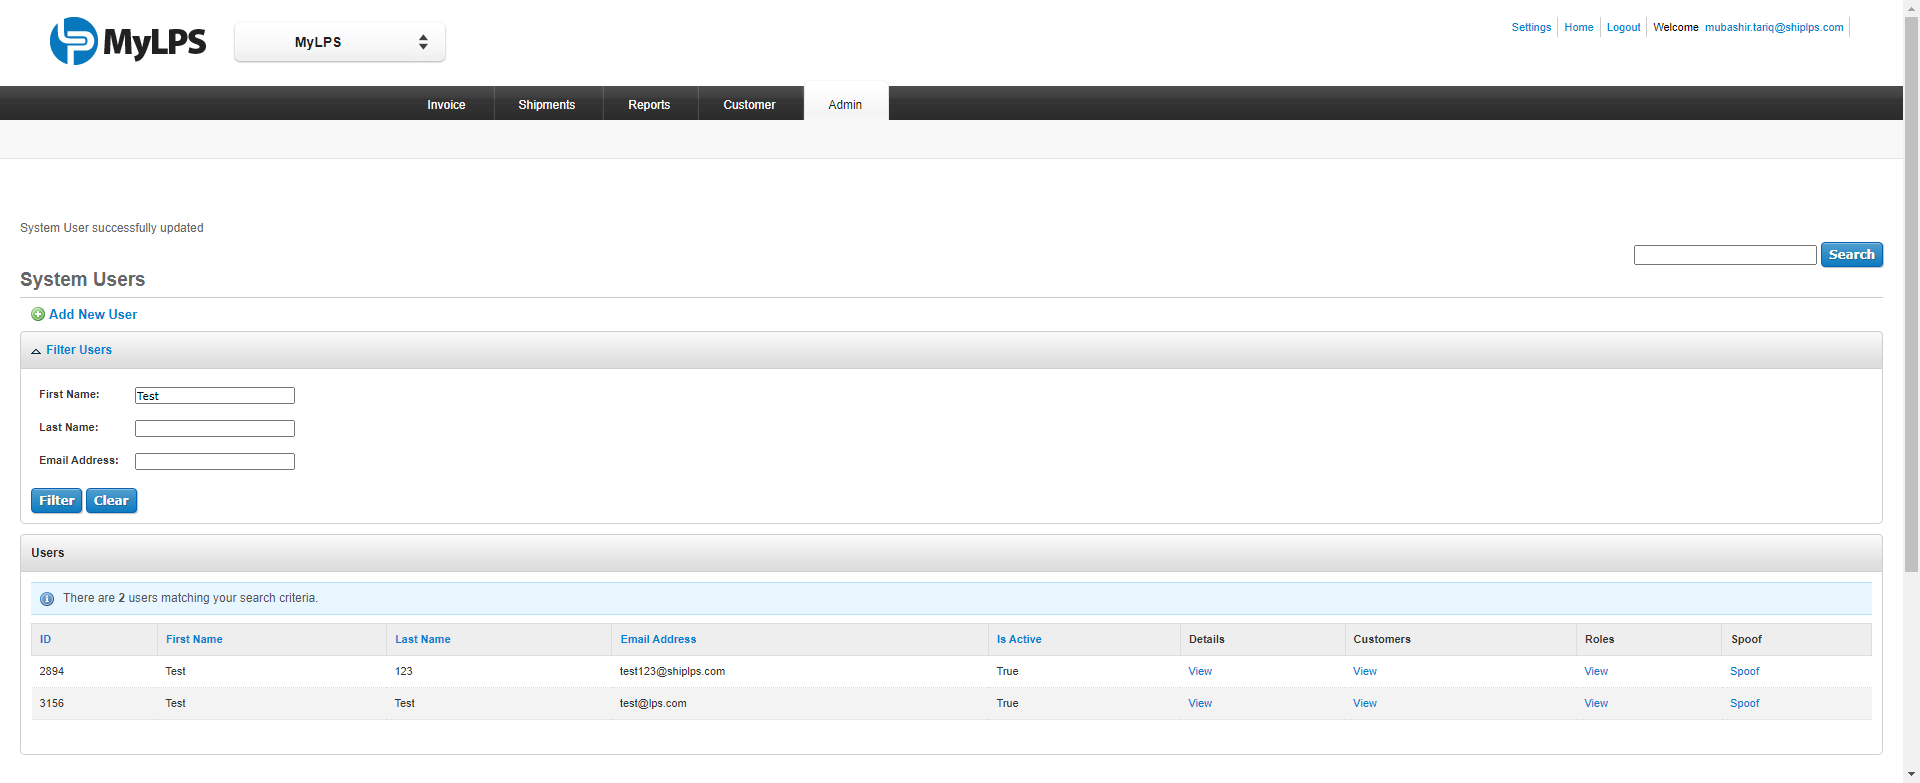 MyLPS
MyLPS
Settings Home Logout Welcome mubashir.tariq@shiplps.com
Invoice Shipments Reports Customer Admin
System User successfully updated
Search
System Users
Add New User
Filter Users
First Name: Test
Last Name:
Email Address:
Filter Clear
Users
There are 2 users matching your search criteria.
ID First Name Last Name Email Address Is Active Details Customers Roles Spoof
2894 Test 123 test123@shiplps.com True View View View Spoof
3156 Test Test test@lps.com True View View View Spoof